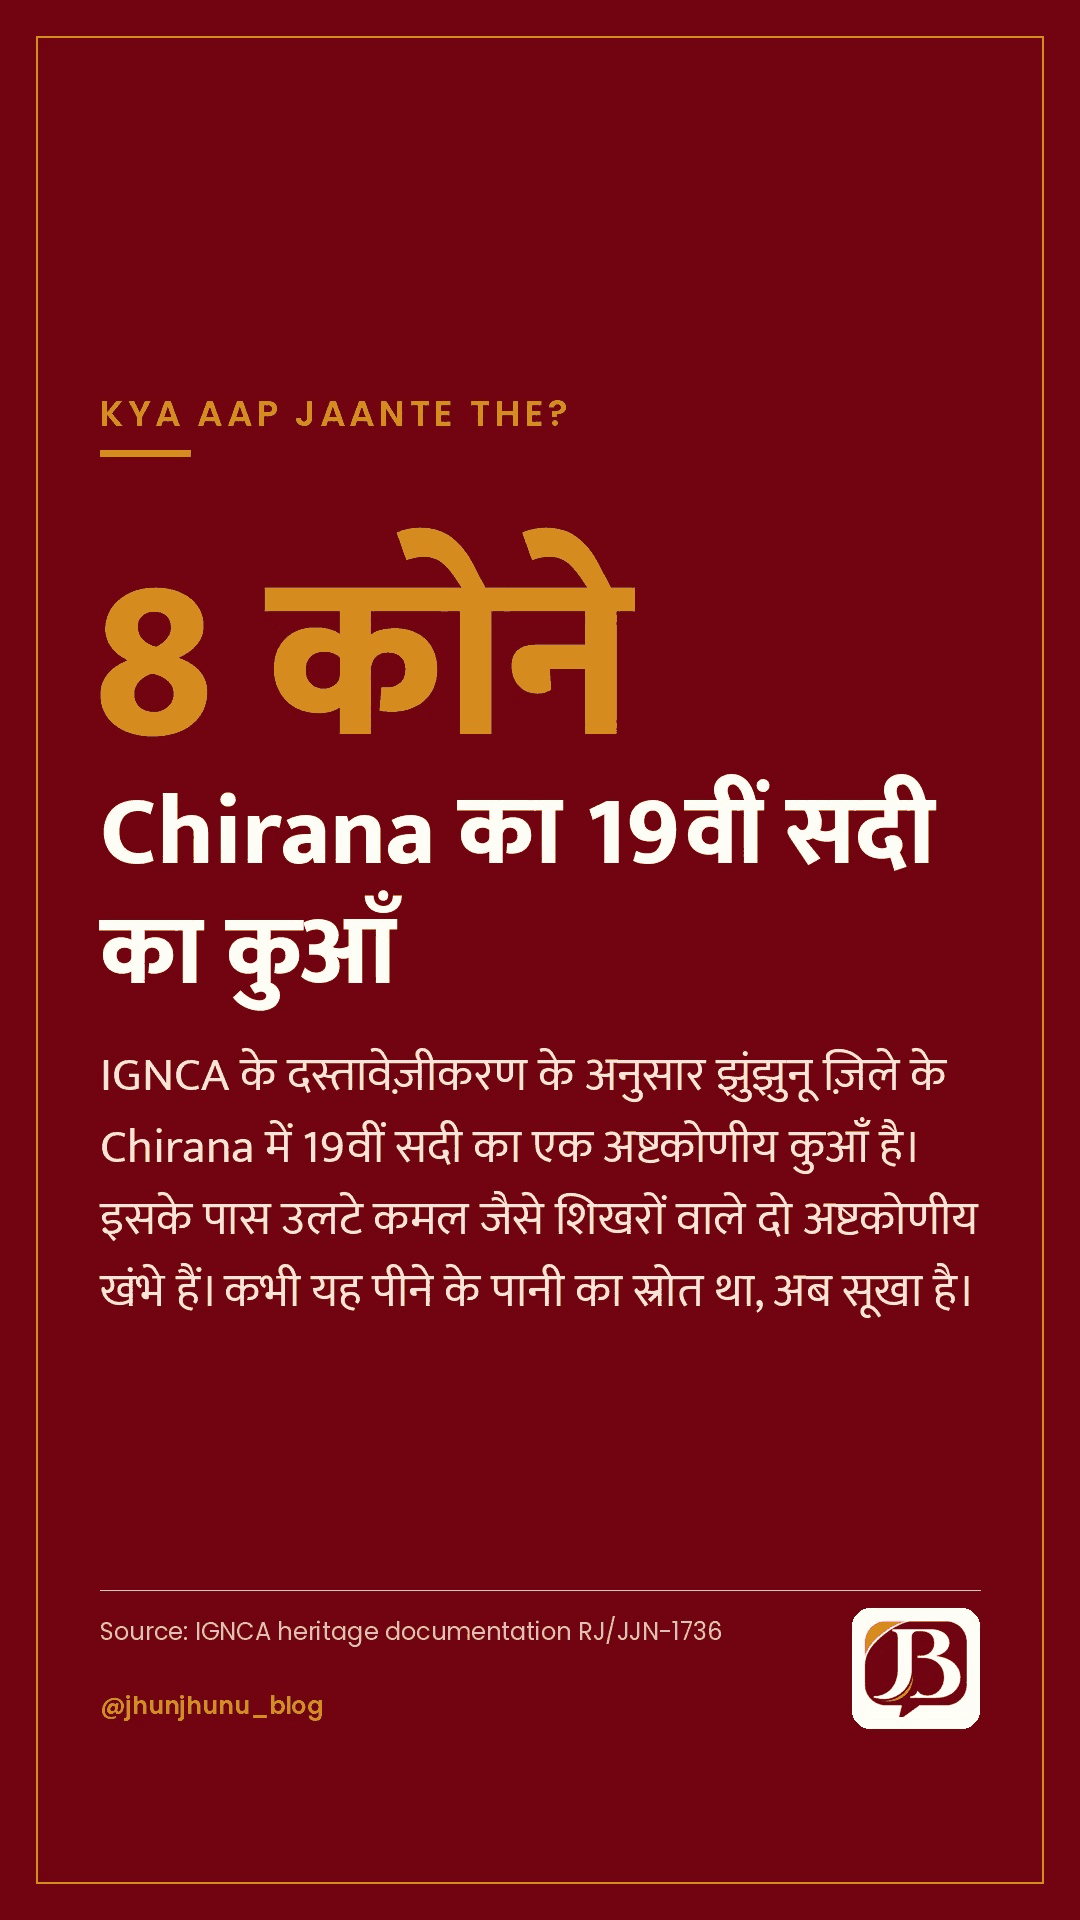 KYA AAP JAANTE THE?
8 कोने
Chirana का 19वीं सदी
का कुआँ
IGNCA के दस्तावेज़ीकरण के अनुसार झुंझुनू ज़िले के
Chirana में 19वीं सदी का एक अष्टकोणीय कुआँ है।
इसके पास उलटे कमल जैसे शिखरों वाले दो अष्टकोणीय
खंभे हैं। कभी यह पीने के पानी का स्रोत था, अब सूखा है।
Source: IGNCA heritage documentation RJ/JJN-1736
@jhunjhunu_blog
JB